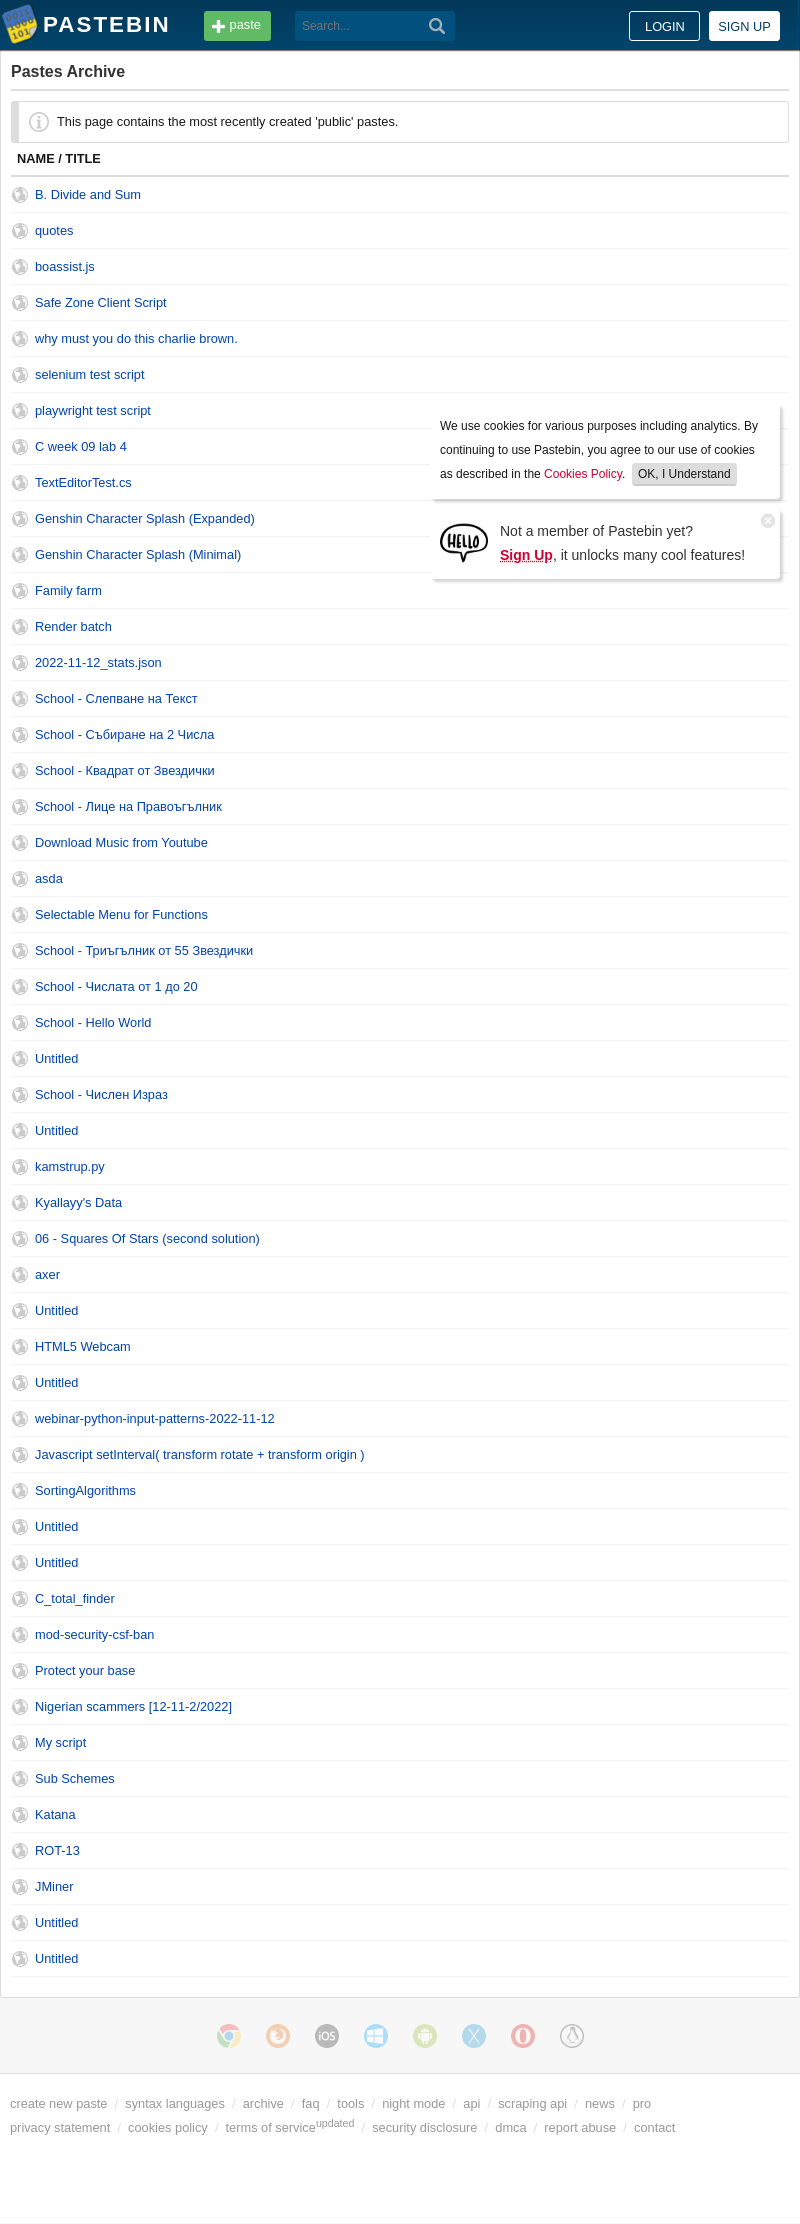 PASTEBIN
paste
Search...
LOGIN
SIGN UP
Pastes Archive
This page contains the most recently created 'public' pastes.
NAME / TITLE
B. Divide and Sum
quotes
boassist.js
Safe Zone Client Script
why must you do this charlie brown.
selenium test script
playwright test script
C week 09 lab 4
TextEditorTest.cs
Genshin Character Splash (Expanded)
Genshin Character Splash (Minimal)
We use cookies for various purposes including analytics. By
continuing to use Pastebin, you agree to our use of cookies
as described in the Cookies Policy. OK, I Understand
HELLO
Not a member of Pastebin yet?
Sign Up, it unlocks many cool features!
Family farm
Render batch
2022-11-12_stats.json
School - Слепване на Текст
School - Събиране на 2 Числа
School - Квадрат от Звездички
School - Лице на Правоъгълник
Download Music from Youtube
asda
Selectable Menu for Functions
School - Триъгълник от 55 Звездички
School - Числата от 1 до 20
School - Hello World
Untitled
School - Числен Израз
Untitled
kamstrup.py
Kyallayy's Data
06 - Squares Of Stars (second solution)
axer
Untitled
HTML5 Webcam
Untitled
webinar-python-input-patterns-2022-11-12
Javascript setInterval( transform rotate + transform origin )
SortingAlgorithms
Untitled
Untitled
C_total_finder
mod-security-csf-ban
Protect your base
Nigerian scammers [12-11-2/2022]
My script
Sub Schemes
Katana
ROT-13
JMiner
Untitled
Untitled
iOS
create new paste / syntax languages / archive / faq / tools / night mode / api / scraping api / news / pro
privacy statement / cookies policy / terms of service updated / security disclosure / dmca / report abuse / contact